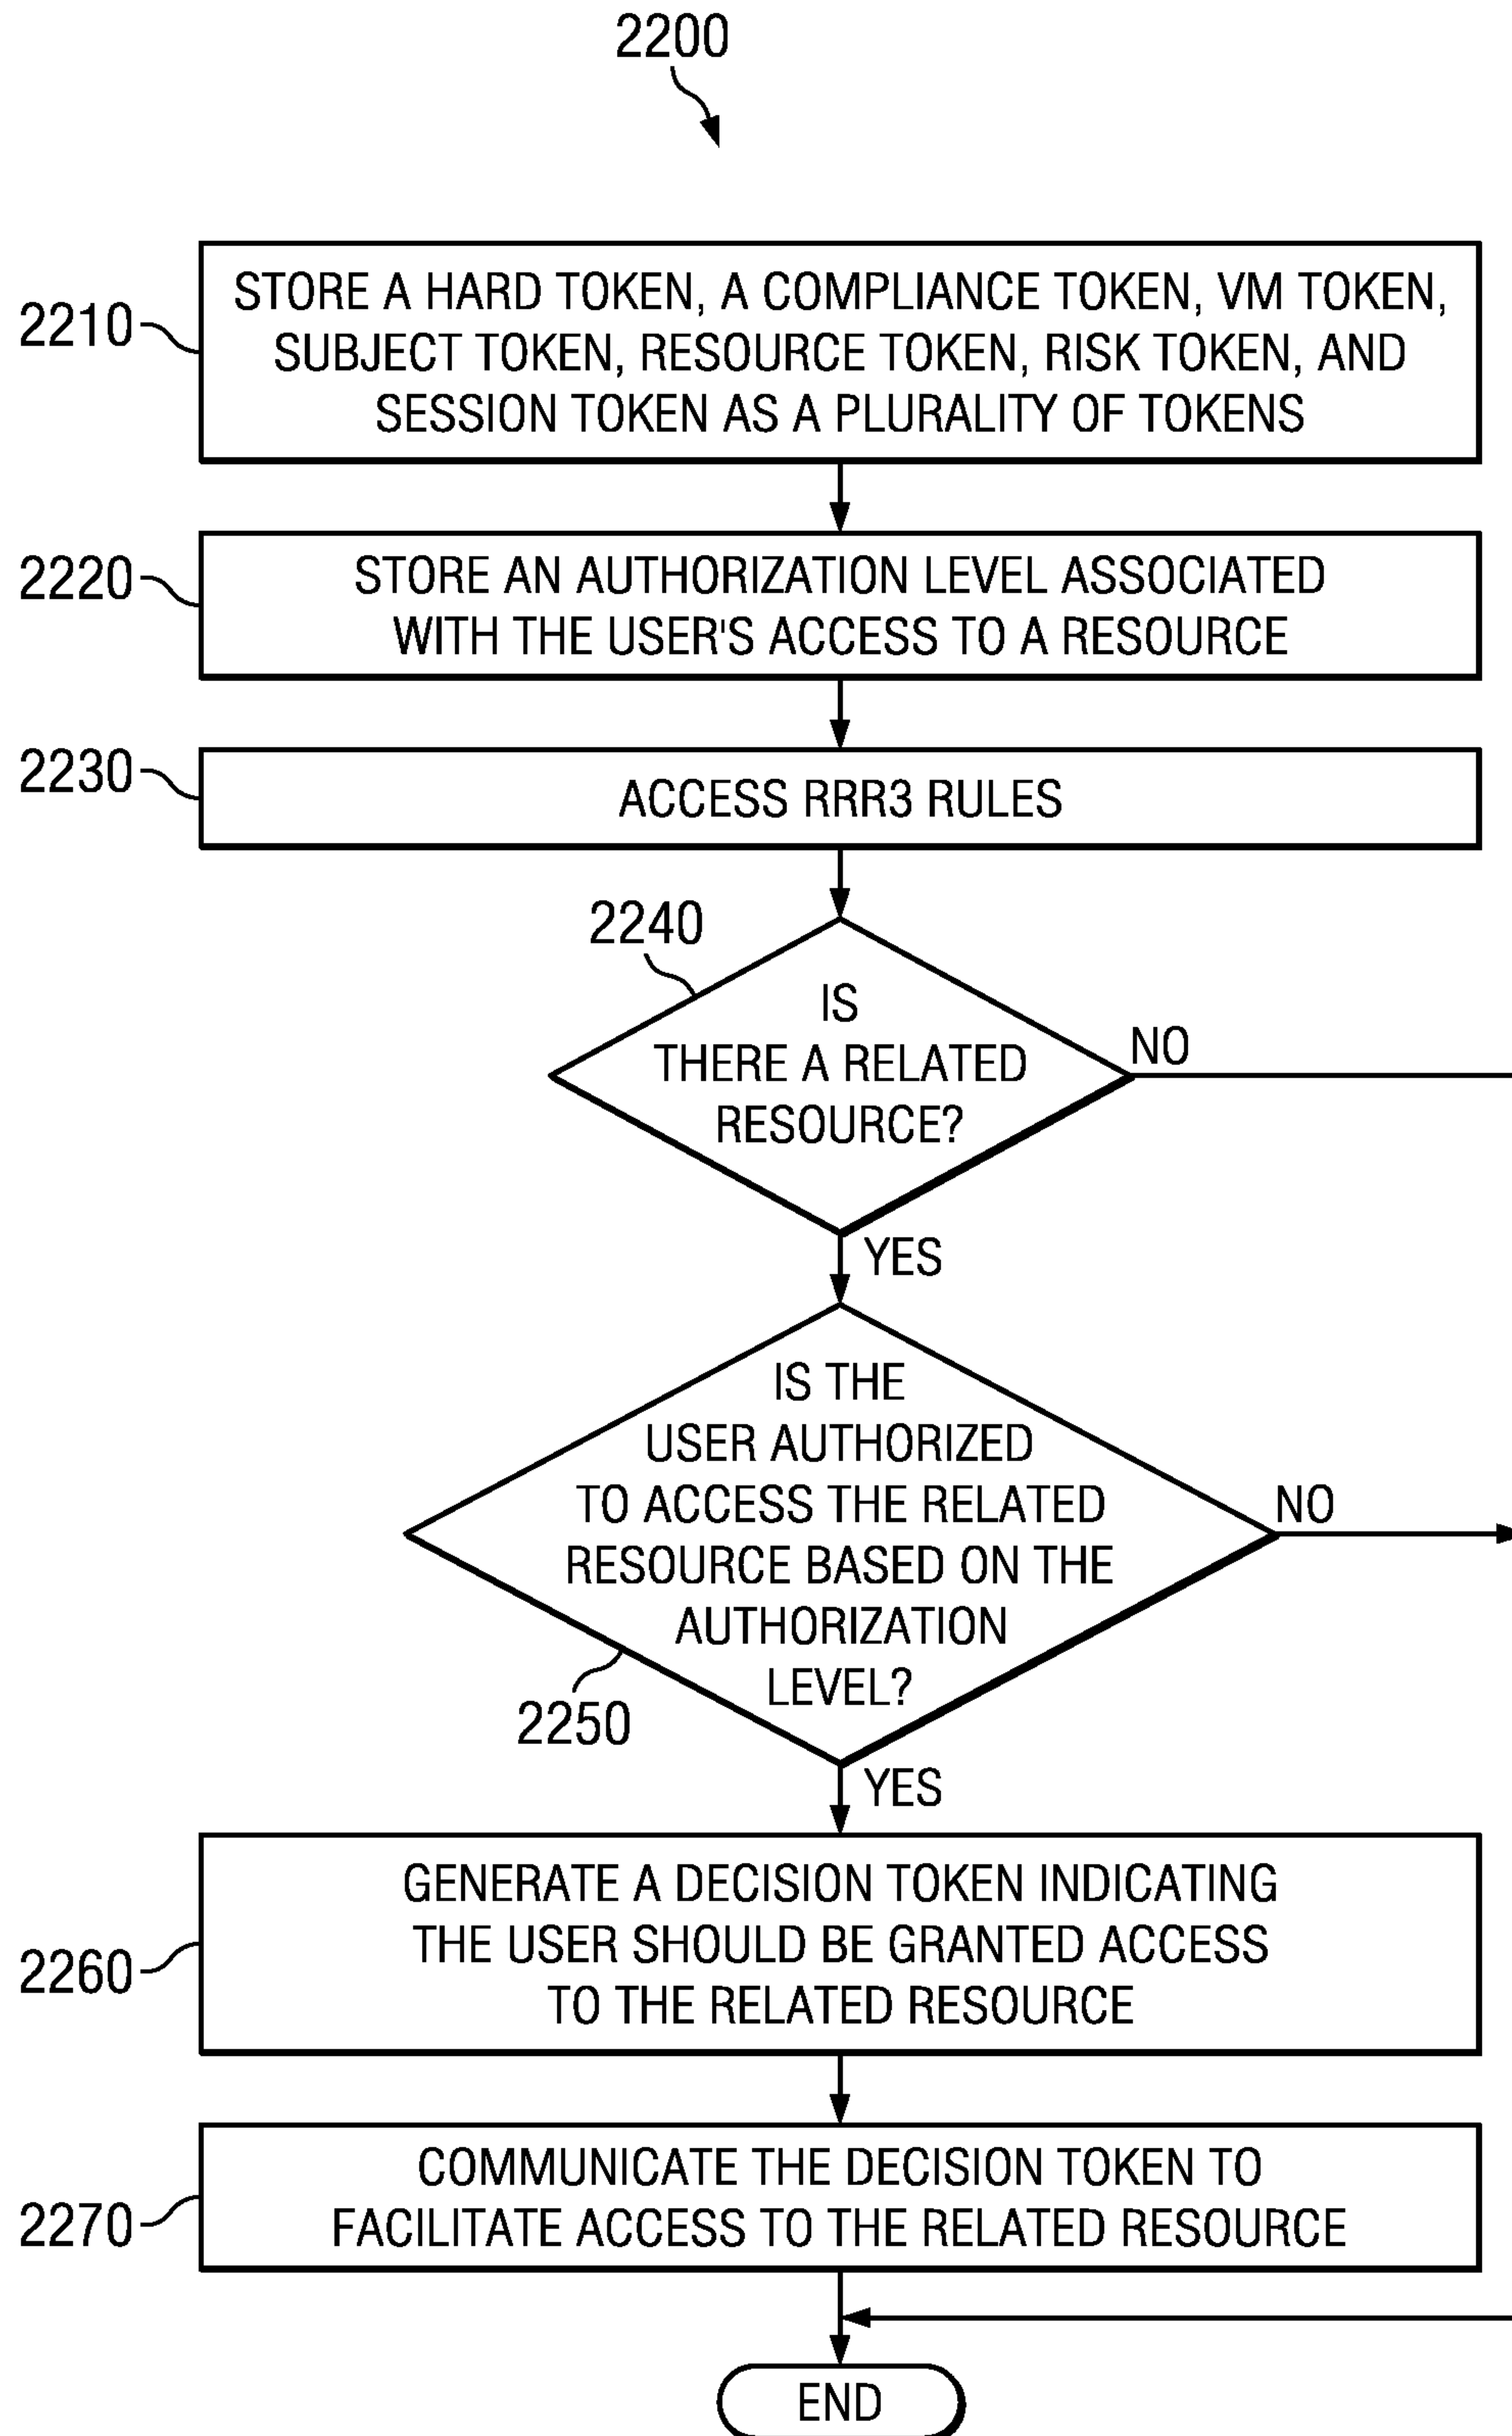 2200
2210
STORE A HARD TOKEN, A COMPLIANCE TOKEN, VM TOKEN,
SUBJECT TOKEN, RESOURCE TOKEN, RISK TOKEN, AND
SESSION TOKEN AS A PLURALITY OF TOKENS
2220
STORE AN AUTHORIZATION LEVEL ASSOCIATED
WITH THE USER'S ACCESS TO A RESOURCE
2230
ACCESS RRR3 RULES
2240
IS
THERE A RELATED
RESOURCE?
NO
YES
IS THE
USER AUTHORIZED
TO ACCESS THE RELATED
RESOURCE BASED ON THE
AUTHORIZATION
LEVEL?
NO
2250
YES
2260
GENERATE A DECISION TOKEN INDICATING
THE USER SHOULD BE GRANTED ACCESS
TO THE RELATED RESOURCE
2270
COMMUNICATE THE DECISION TOKEN TO
FACILITATE ACCESS TO THE RELATED RESOURCE
END